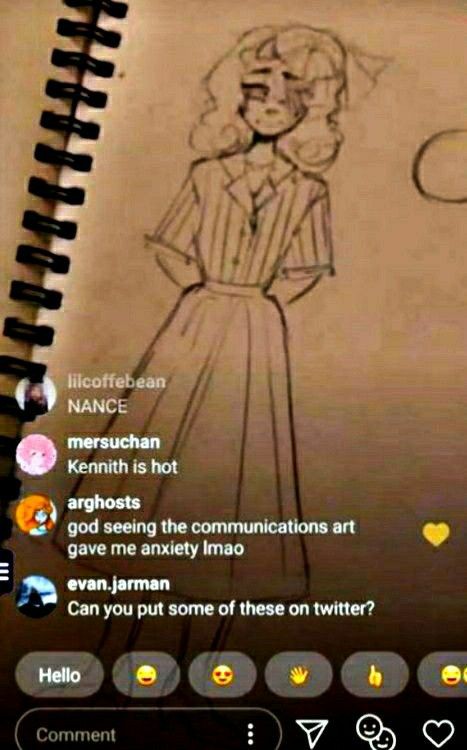 lilcoffebean
NANCE
mersuchan
Kennith is hot
arghosts
god seeing the communications art
gave me anxiety lmao
evan.jarman
Can you put some of these on twitter?
Hello
Comment